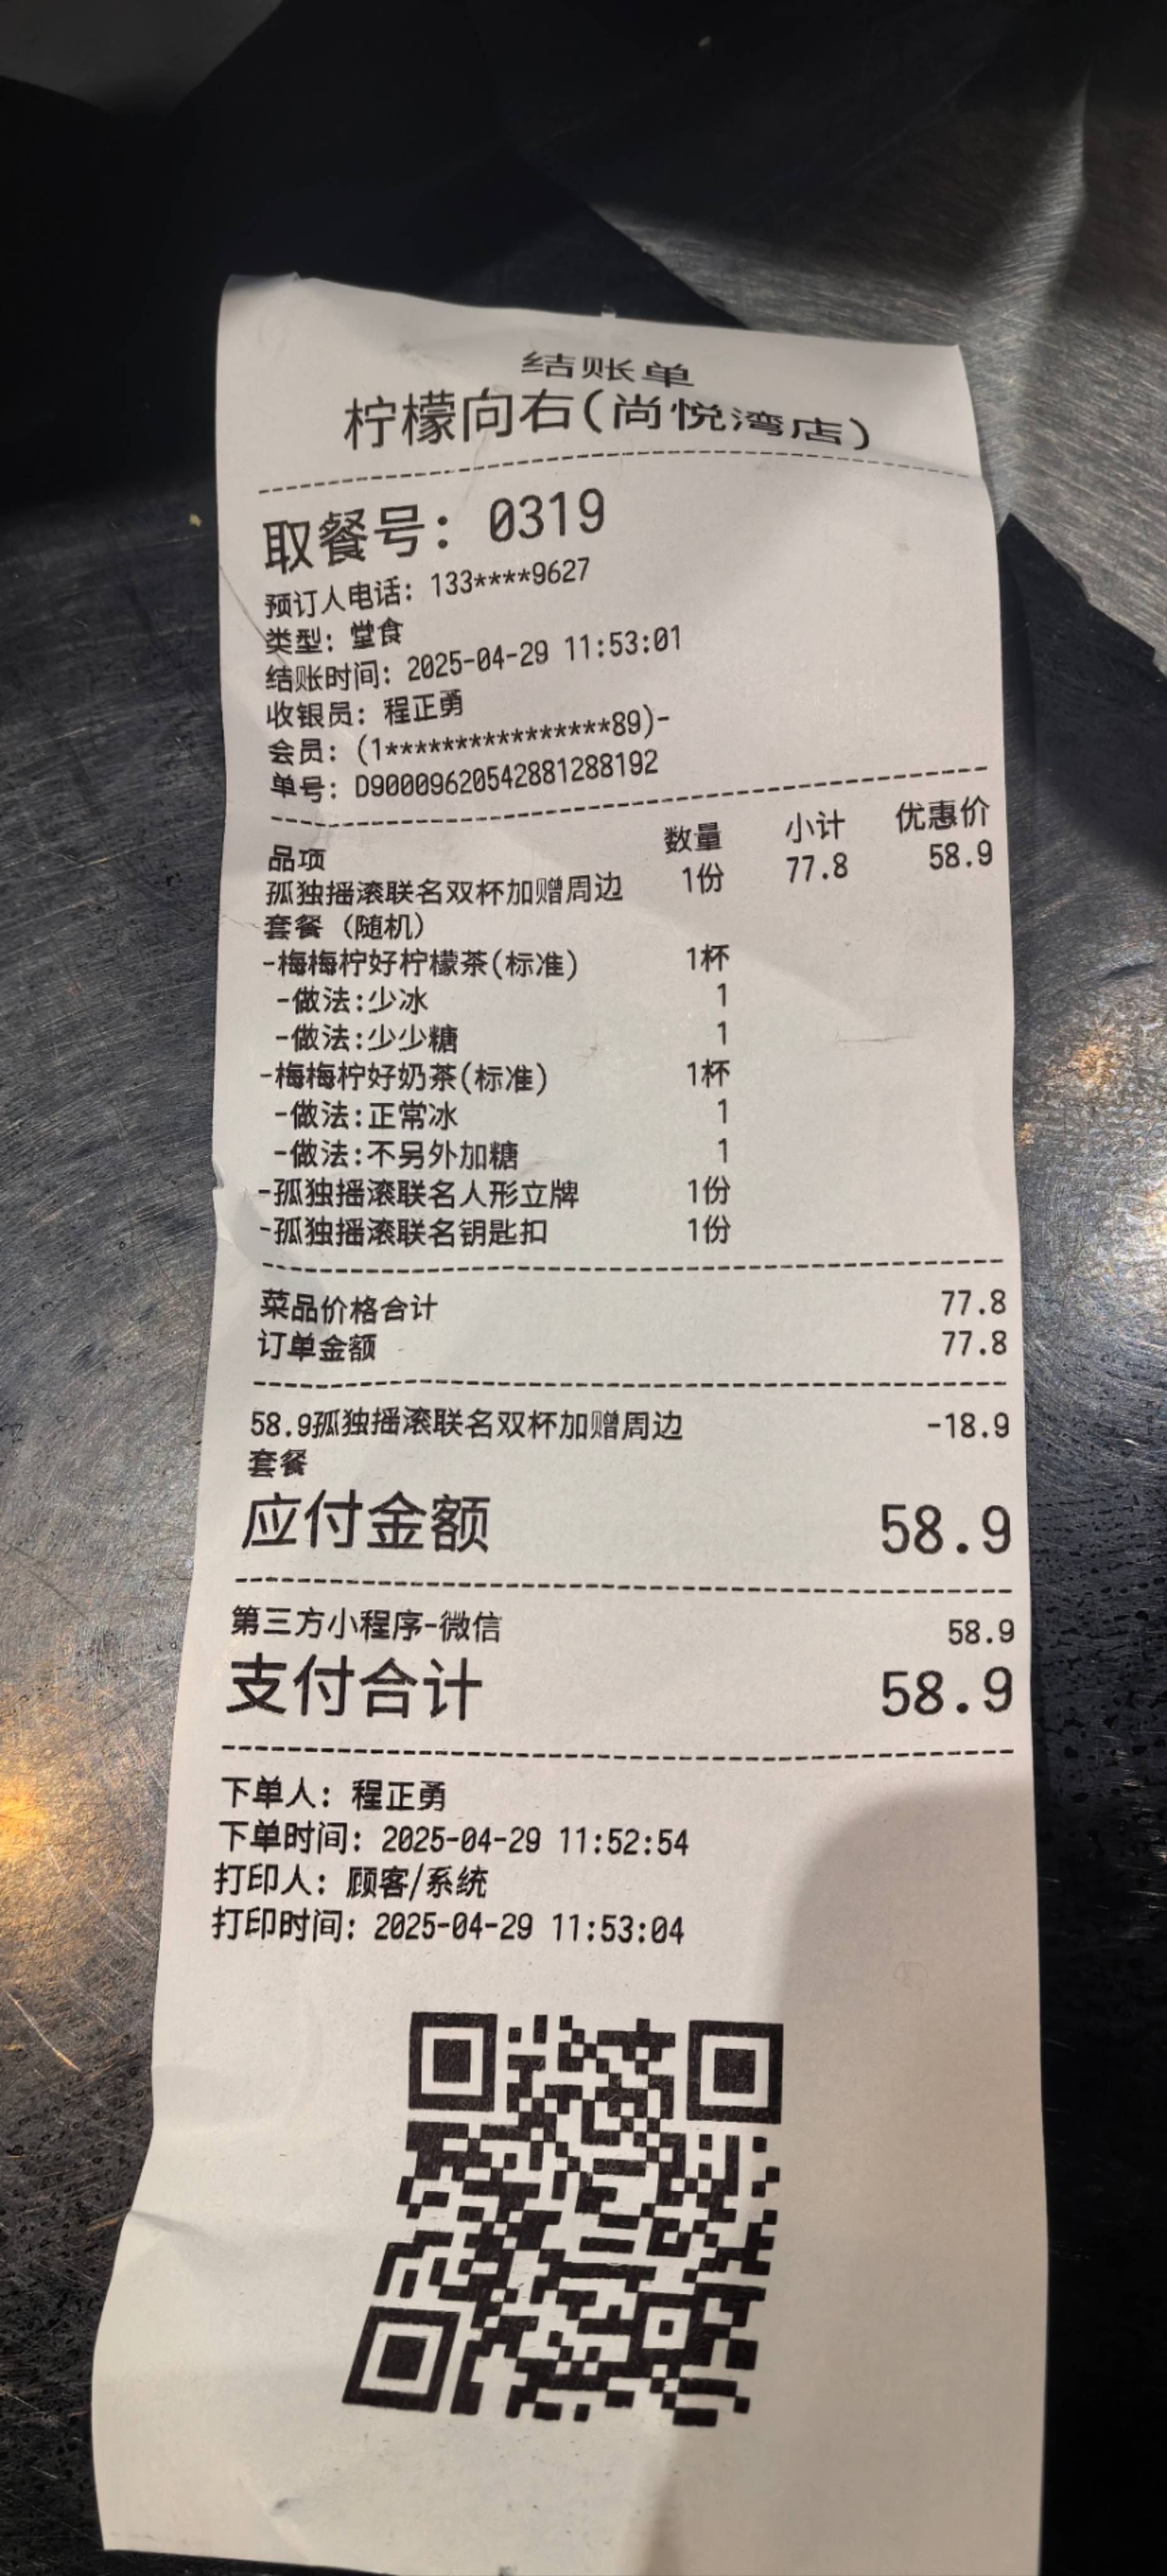 结账单
柠檬向右(尚悦湾店)
取餐号: 0319
预订人电话: 133****9627
类型: 堂食
结账时间: 2025-04-29 11:53:01
收银员: 程正勇
会员: (1****************89)-
单号: D90009620542881288192
品项 数量 小计 优惠价
孤独摇滚联名双杯加赠周边 1份 77.8 58.9
套餐（随机）
-梅梅柠好柠檬茶(标准) 1杯
-做法:少冰 1
-做法:少少糖 1
-梅梅柠好奶茶(标准) 1杯
-做法:正常冰 1
-做法:不另外加糖 1
-孤独摇滚联名人形立牌 1份
-孤独摇滚联名钥匙扣 1份
菜品价格合计 77.8
订单金额 77.8
58.9孤独摇滚联名双杯加赠周边 -18.9
套餐
应付金额 58.9
第三方小程序-微信 58.9
支付合计 58.9
下单人: 程正勇
下单时间: 2025-04-29 11:52:54
打印人: 顾客/系统
打印时间: 2025-04-29 11:53:04